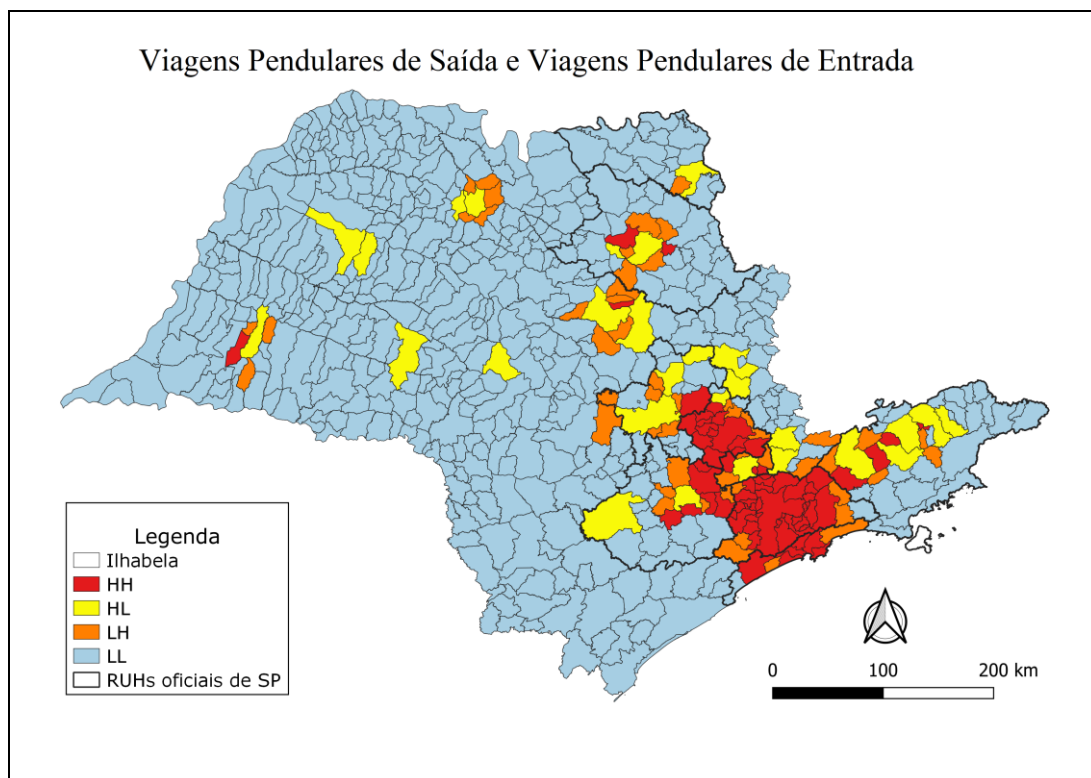 Viagens Pendulares de Saída e Viagens Pendulares de Entrada
Legenda
Ilhabela
HH
HL
LH
LL
RUHs oficiais de SP
0 100 200 km